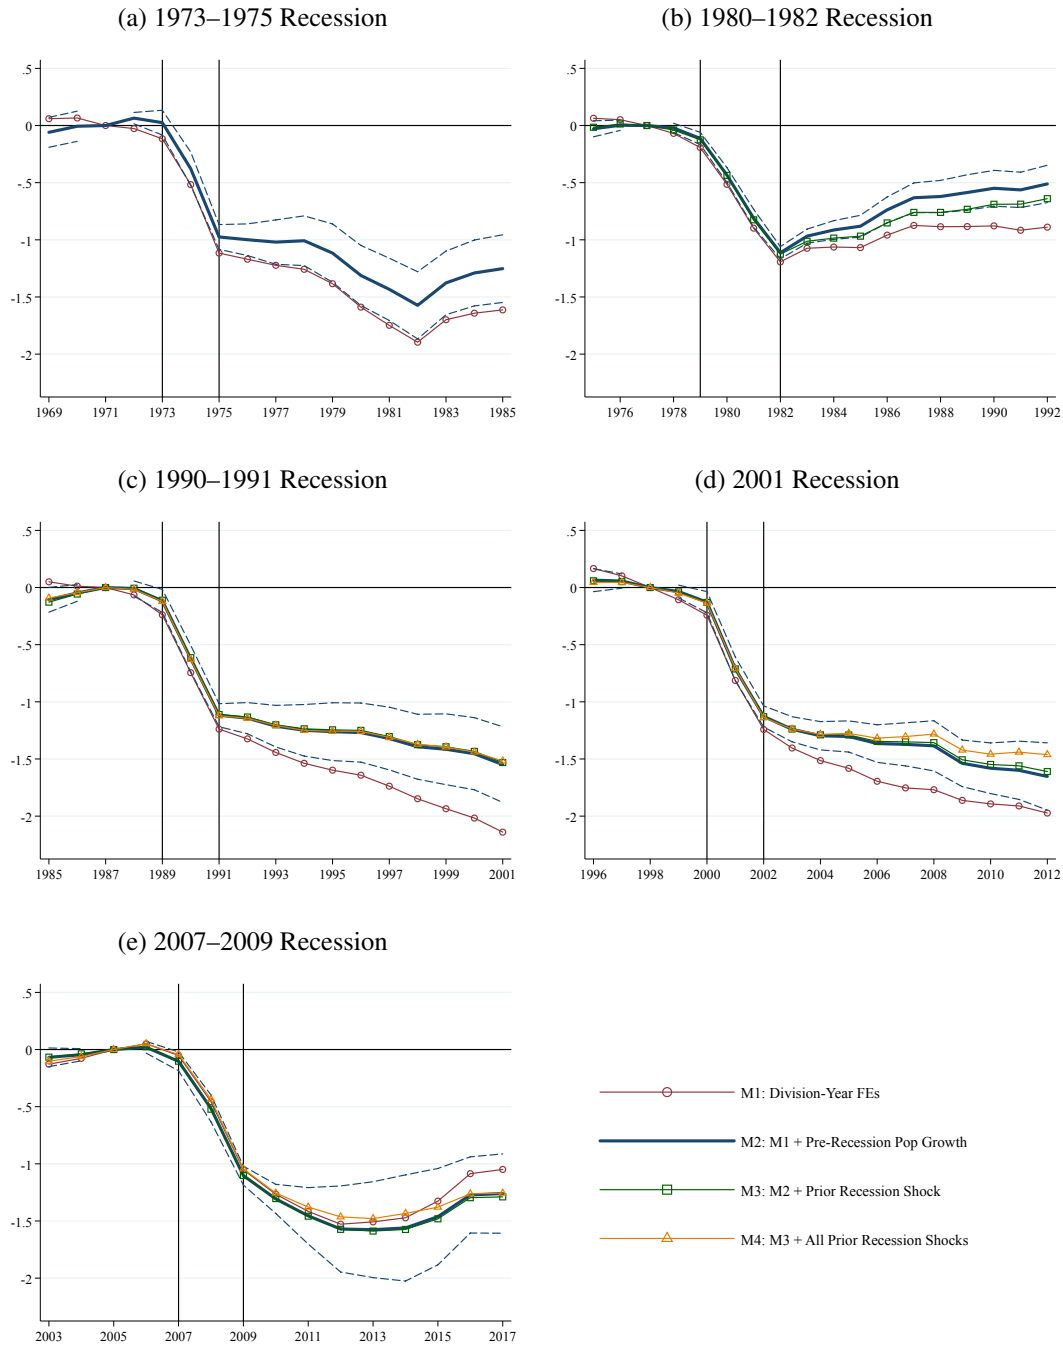 (a) 1973–1975 Recession
.5
0
-.5
-1
-1.5
-2
1969 1971 1973 1975 1977 1979 1981 1983 1985
(b) 1980–1982 Recession
.5
0
-.5
-1
-1.5
-2
1976 1978 1980 1982 1984 1986 1988 1990 1992
(c) 1990–1991 Recession
.5
0
-.5
-1
-1.5
-2
1985 1987 1989 1991 1993 1995 1997 1999 2001
(d) 2001 Recession
.5
0
-.5
-1
-1.5
-2
1996 1998 2000 2002 2004 2006 2008 2010 2012
(e) 2007–2009 Recession
.5
0
-.5
-1
-1.5
-2
2003 2005 2007 2009 2011 2013 2015 2017
M1: Division-Year FEs
M2: M1 + Pre-Recession Pop Growth
M3: M2 + Prior Recession Shock
M4: M3 + All Prior Recession Shocks